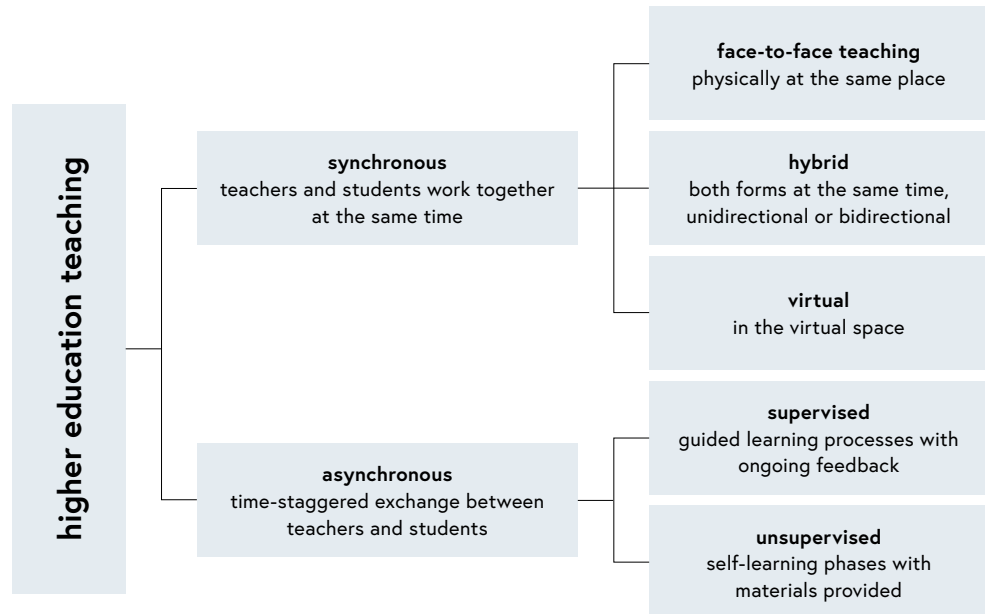 higher education teaching
synchronous
teachers and students work together
at the same time
face-to-face teaching
physically at the same place
hybrid
both forms at the same time,
unidirectional or bidirectional
virtual
in the virtual space
asynchronous
time-staggered exchange between
teachers and students
supervised
guided learning processes with
ongoing feedback
unsupervised
self-learning phases with
materials provided